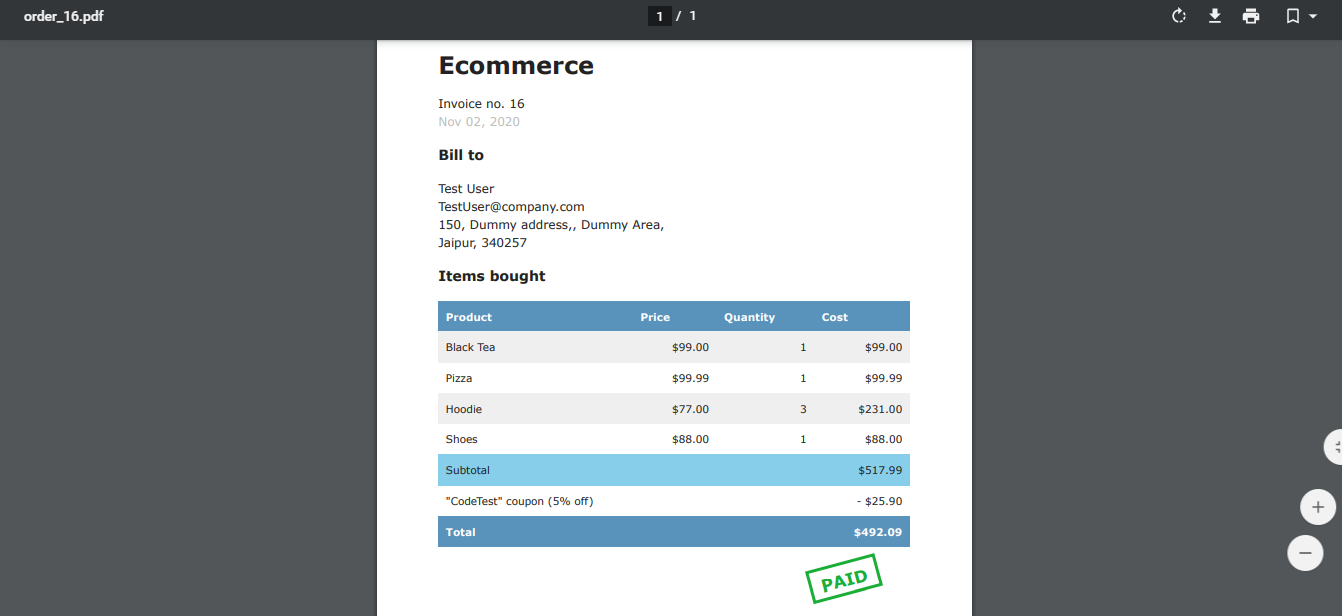 order_16.pdf 1 / 1
Ecommerce
Invoice no. 16
Nov 02, 2020
Bill to
Test User
TestUser@company.com
150, Dummy address,, Dummy Area,
Jaipur, 340257
Items bought
Product Price Quantity Cost
Black Tea $99.00 1 $99.00
Pizza $99.99 1 $99.99
Hoodie $77.00 3 $231.00
Shoes $88.00 1 $88.00
Subtotal $517.99
"CodeTest" coupon (5% off) - $25.90
Total $492.09
PAID